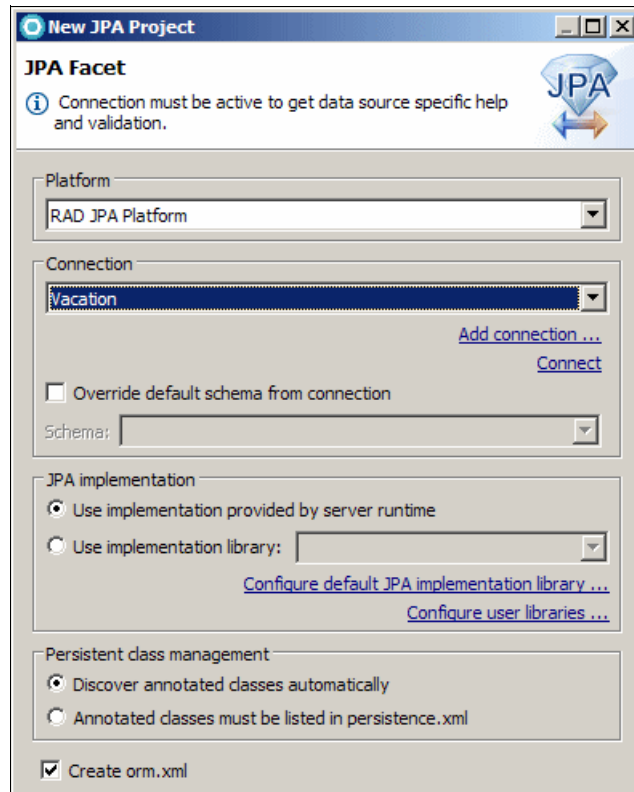 New JPA Project
JPA Facet
Connection must be active to get data source specific help
and validation.
JPA
Platform
RAD JPA Platform
Connection
Vacation
Add connection ...
Connect
Override default schema from connection
Schema:
JPA implementation
Use implementation provided by server runtime
Use implementation library:
Configure default JPA implementation library ...
Configure user libraries ...
Persistent class management
Discover annotated classes automatically
Annotated classes must be listed in persistence.xml
Create orm.xml